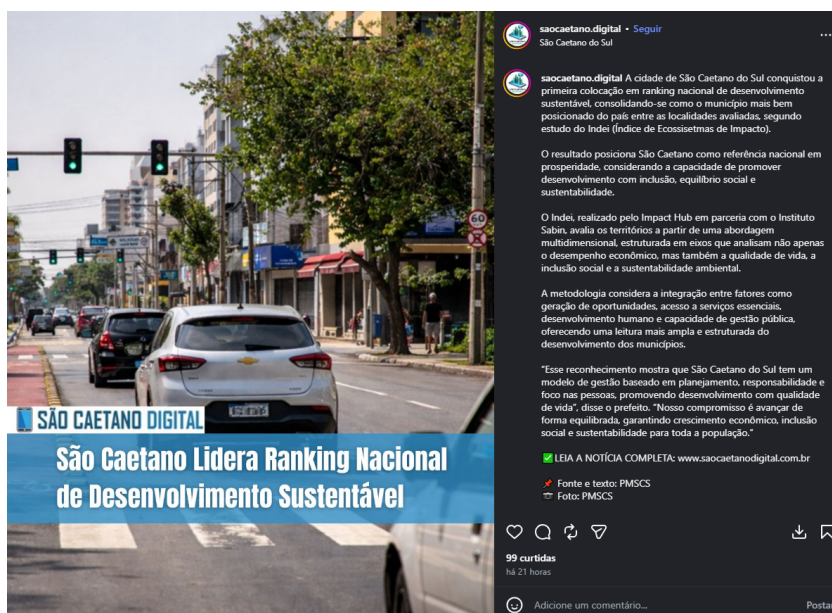 60
SÃO CAETANO DIGITAL
São Caetano Lidera Ranking Nacional
de Desenvolvimento Sustentável
saocaetano.digital • Seguir
São Caetano do Sul
saocaetano.digital A cidade de São Caetano do Sul conquistou a
primeira colocação em ranking nacional de desenvolvimento
sustentável, consolidando-se como o município mais bem
posicionado do país entre as localidades avaliadas, segundo
estudo do Indei (Índice de Ecossisetmas de Impacto).
O resultado posiciona São Caetano como referência nacional em
prosperidade, considerando a capacidade de promover
desenvolvimento com inclusão, equilíbrio social e
sustentabilidade.
O Indei, realizado pelo Impact Hub em parceria com o Instituto
Sabin, avalia os territórios a partir de uma abordagem
multidimensional, estruturada em eixos que analisam não apenas
o desempenho econômico, mas também a qualidade de vida, a
inclusão social e a sustentabilidade ambiental.
A metodologia considera a integração entre fatores como
geração de oportunidades, acesso a serviços essenciais,
desenvolvimento humano e capacidade de gestão pública,
oferecendo uma leitura mais ampla e estruturada do
desenvolvimento dos municípios.
"Esse reconhecimento mostra que São Caetano do Sul tem um
modelo de gestão baseado em planejamento, responsabilidade e
foco nas pessoas, promovendo desenvolvimento com qualidade
de vida", disse o prefeito. "Nosso compromisso é avançar de
forma equilibrada, garantindo crescimento econômico, inclusão
social e sustentabilidade para toda a população."
✅ LEIA A NOTÍCIA COMPLETA: www.saocaetanodigital.com.br
📌 Fonte e texto: PMSCS
📷 Foto: PMSCS
99 curtidas
há 21 horas
Adicione um comentário... Postar